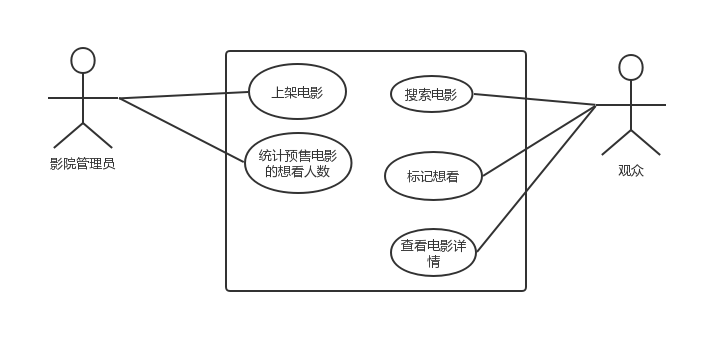 上架电影
搜索电影
统计预售电影
的想看人数
影院管理员
标记想看
观众
查看电影详
情